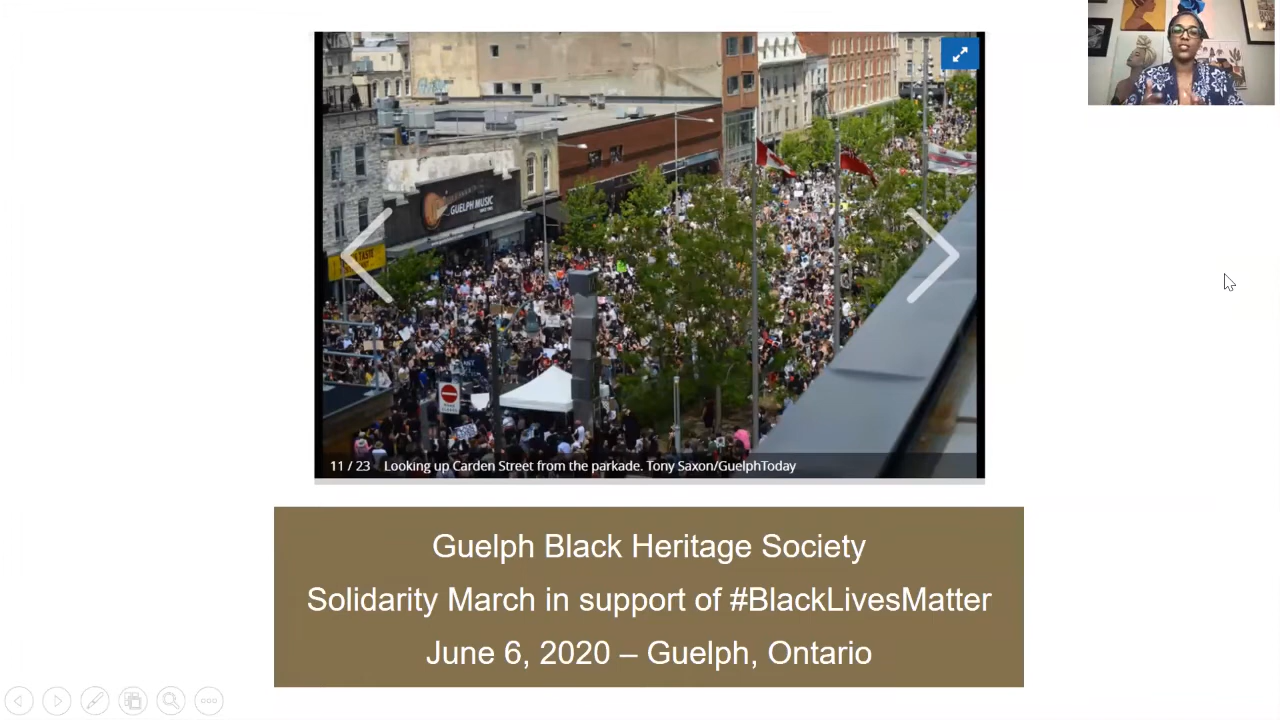 GUELPH MUSIC
TASTE
11 / 23 Looking up Carden Street from the parkade. Tony Saxon/GuelphToday
Guelph Black Heritage Society
Solidarity March in support of #BlackLivesMatter
June 6, 2020 – Guelph, Ontario